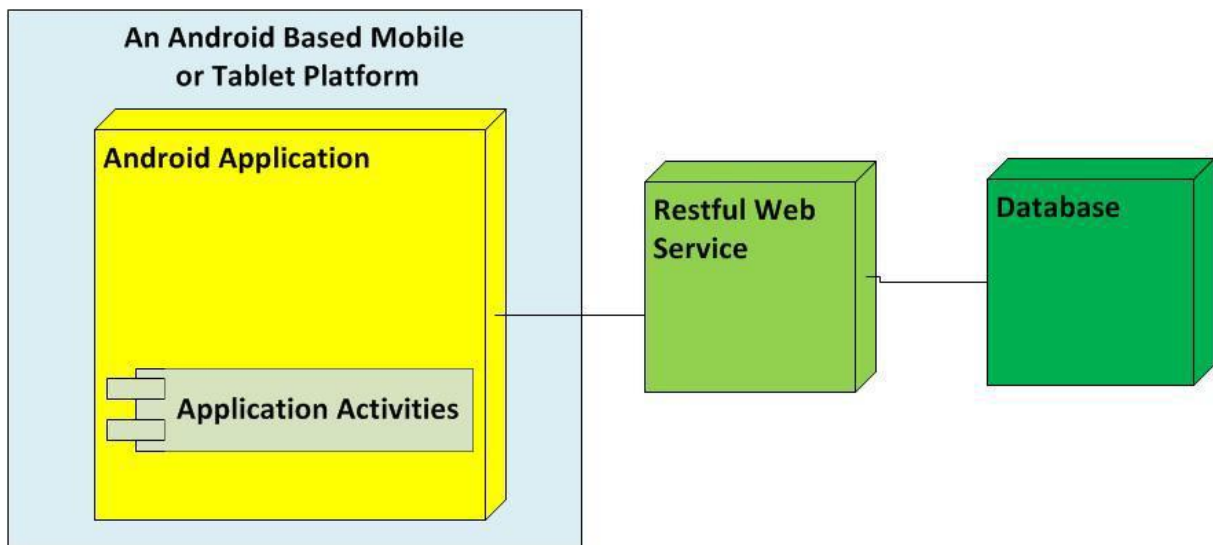 An Android Based Mobile
or Tablet Platform
Android Application
Application Activities
Restful Web
Service
Database